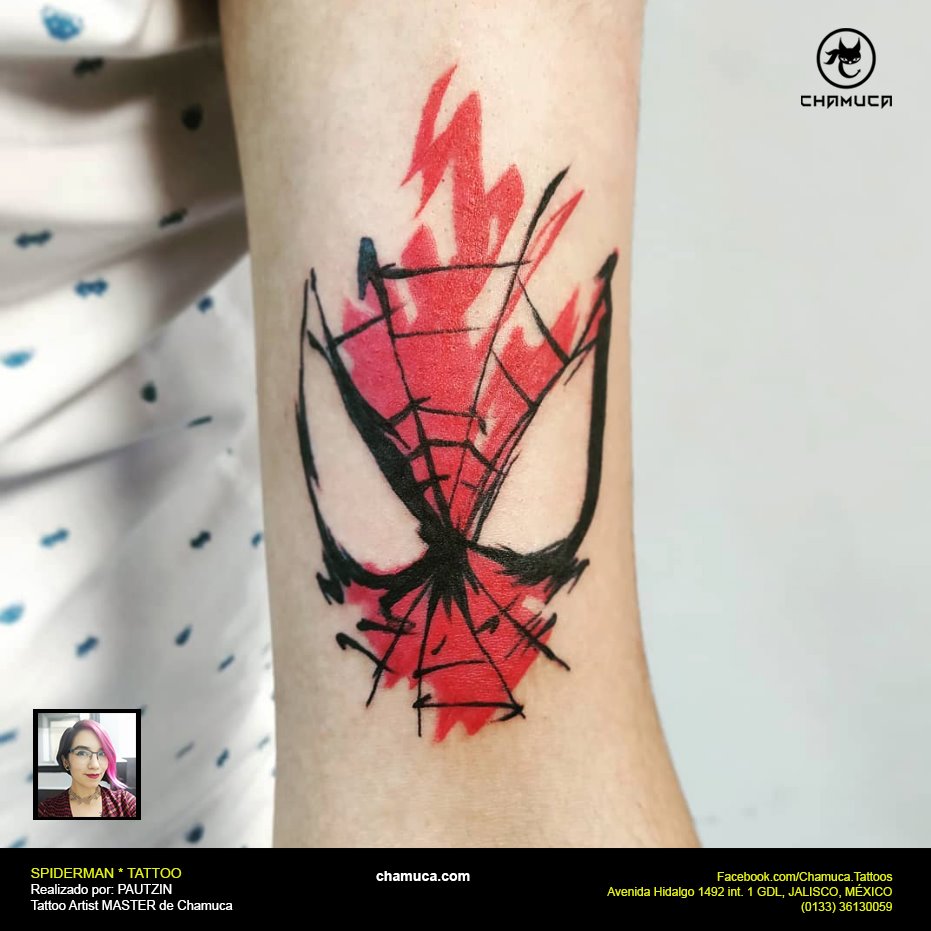 CHAMUCA
SPIDERMAN * TATTOO
Realizado por: PAUTZIN
Tattoo Artist MASTER de Chamuca
chamuca.com
Facebook.com/Chamuca.Tattoos
Avenida Hidalgo 1492 int. 1 GDL, JALISCO, MÉXICO
(0133) 36130059